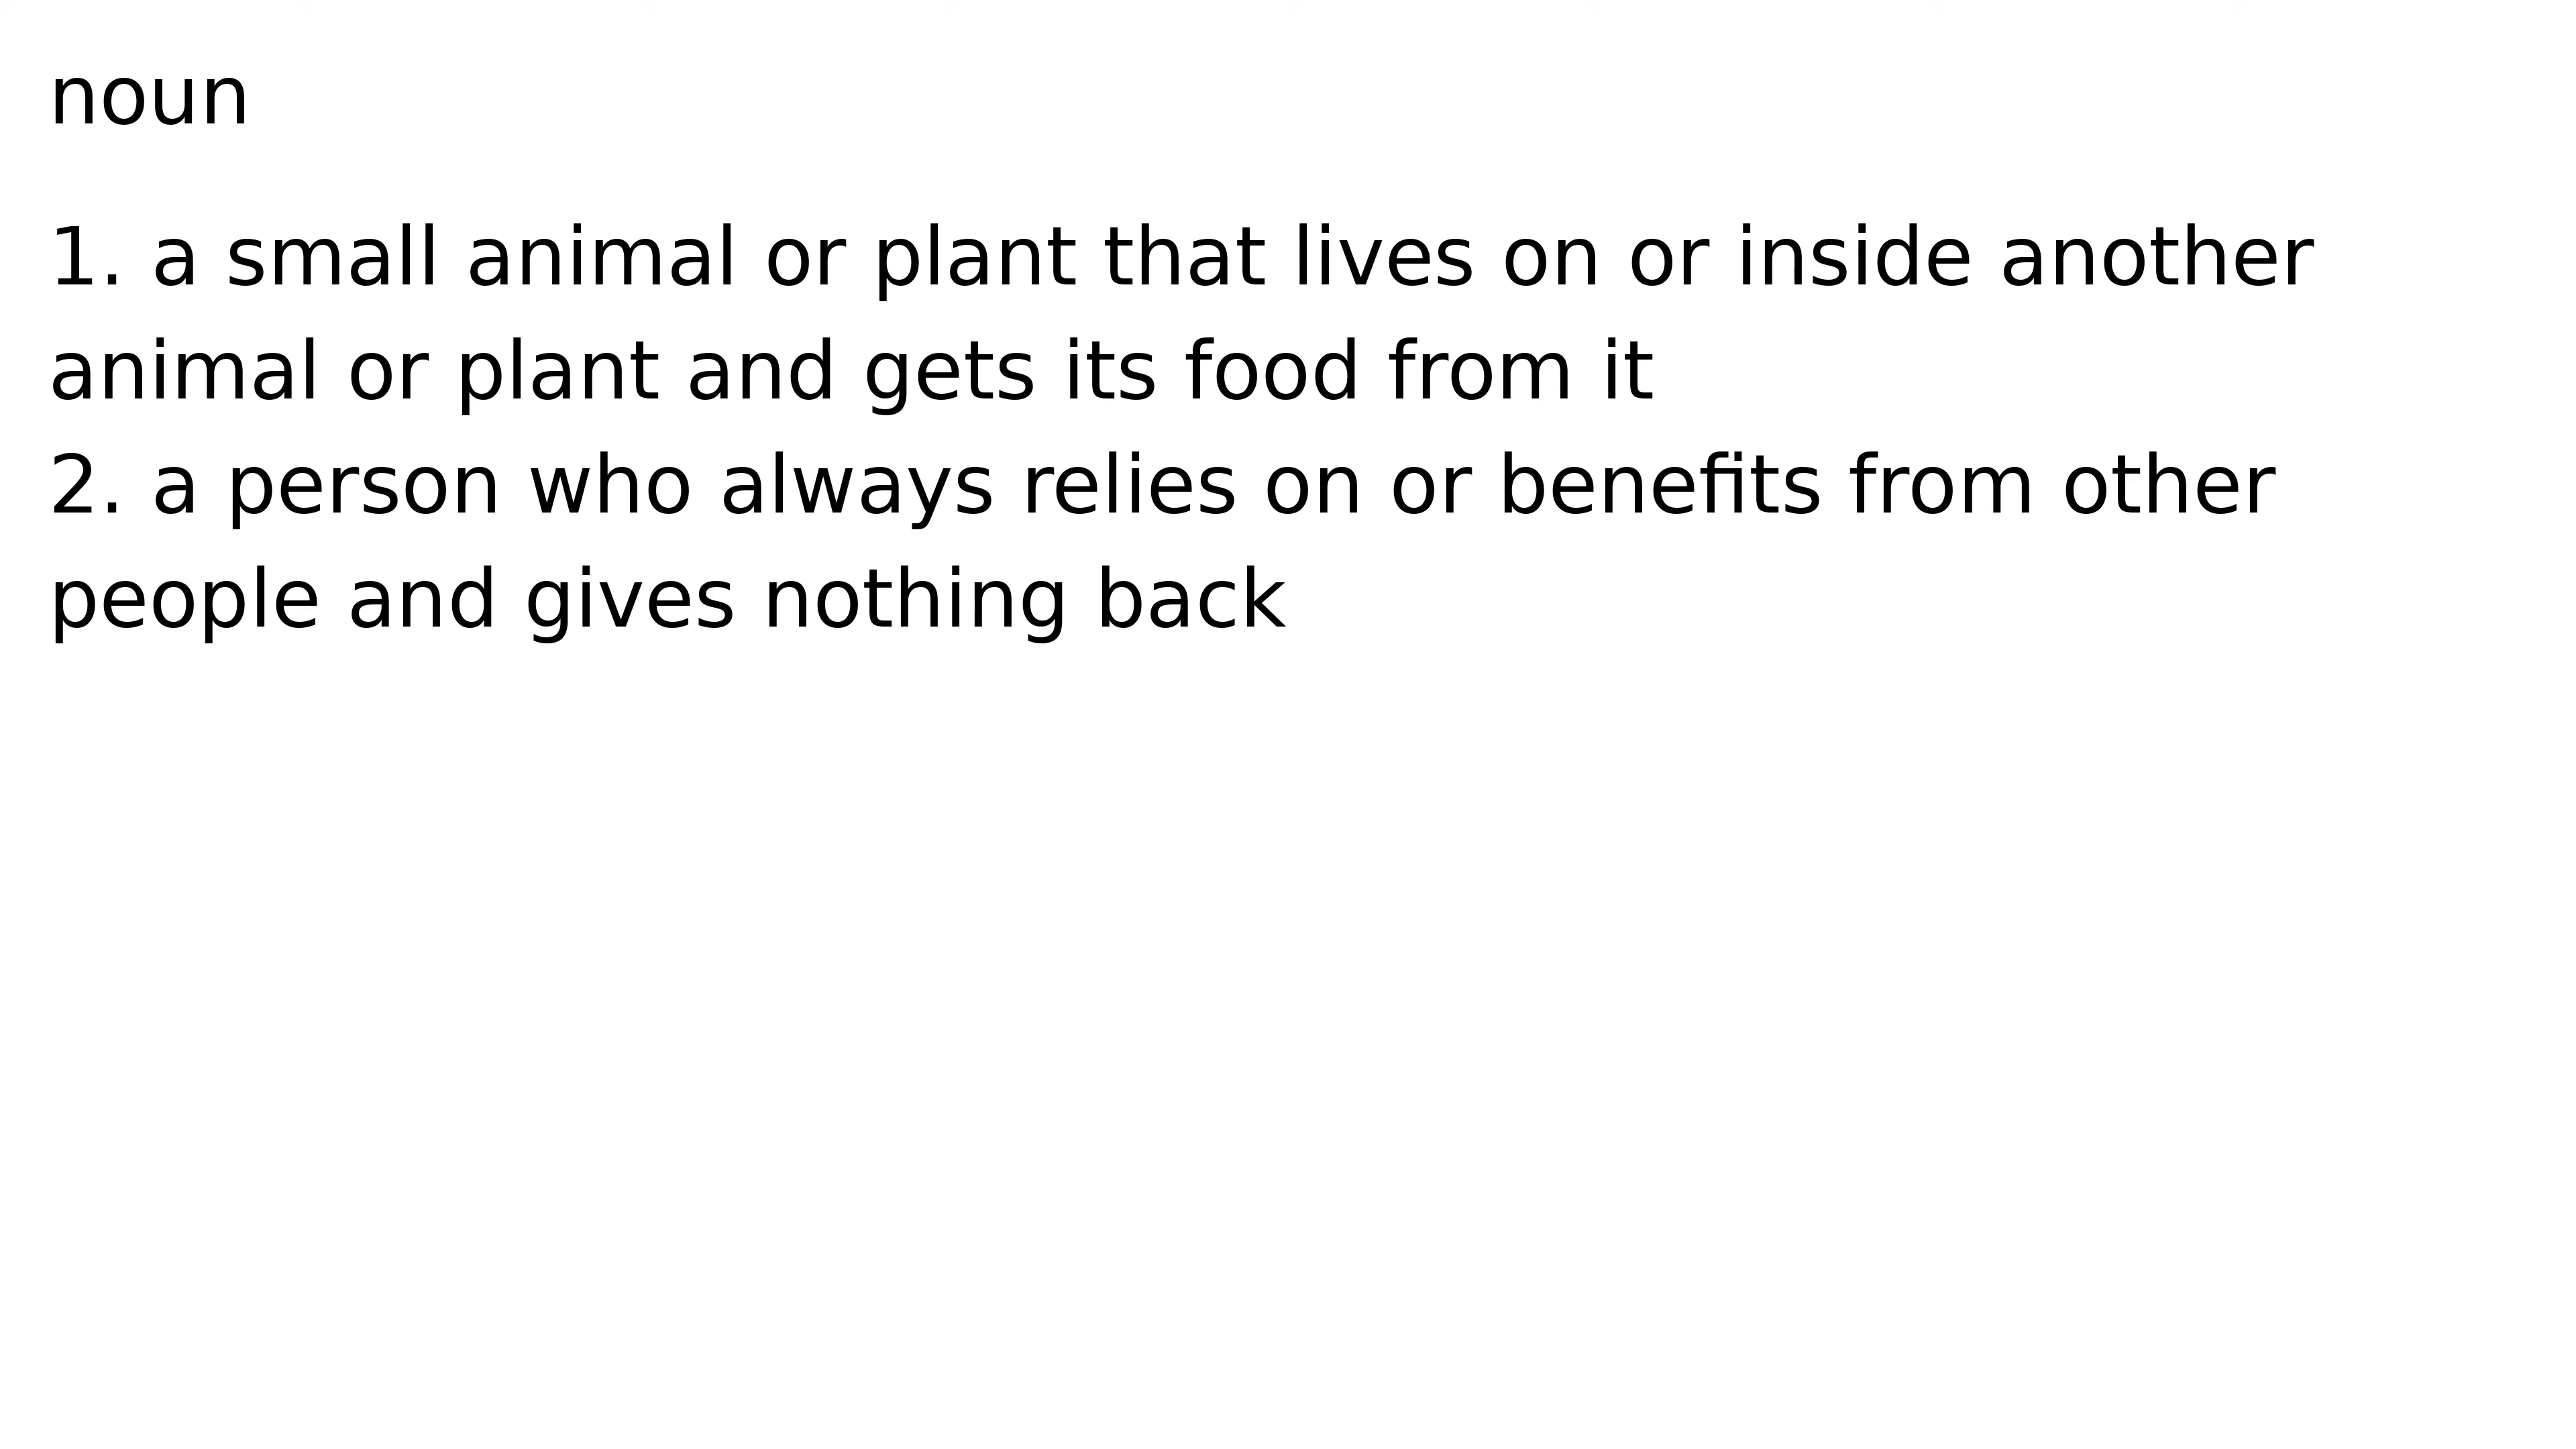 noun
1. a small animal or plant that lives on or inside another
animal or plant and gets its food from it
2. a person who always relies on or benefits from other
people and gives nothing back